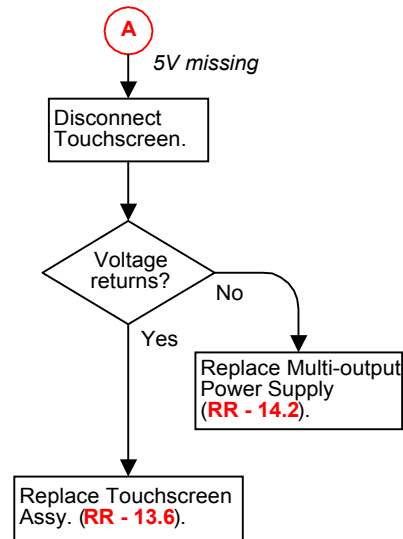 A
5V missing
Disconnect
Touchscreen.
Voltage
returns?
No
Yes
Replace Multi-output
Power Supply
(RR - 14.2).
Replace Touchscreen
Assy. (RR - 13.6).